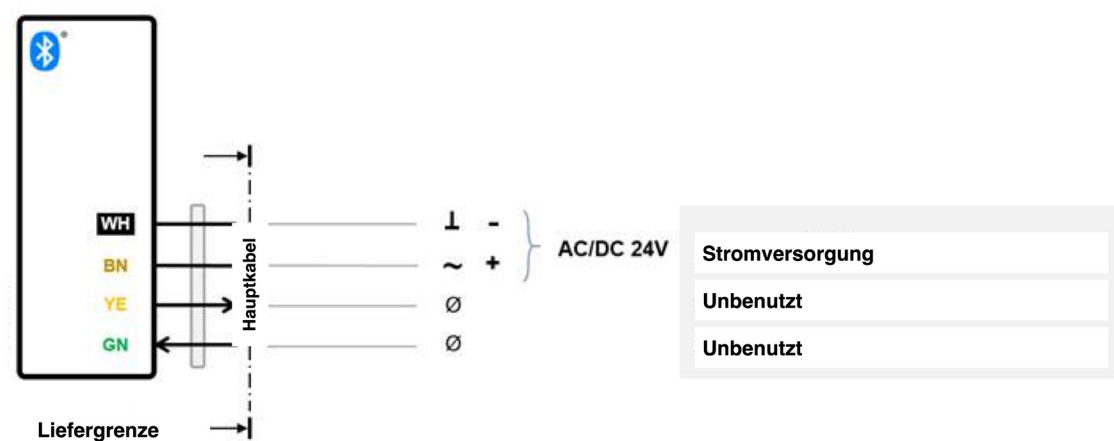 ®
WH ⊥ -
BN ~ + AC/DC 24V Stromversorgung
YE Ø Unbenutzt
GN Ø Unbenutzt
Hauptkabel
Liefergrenze